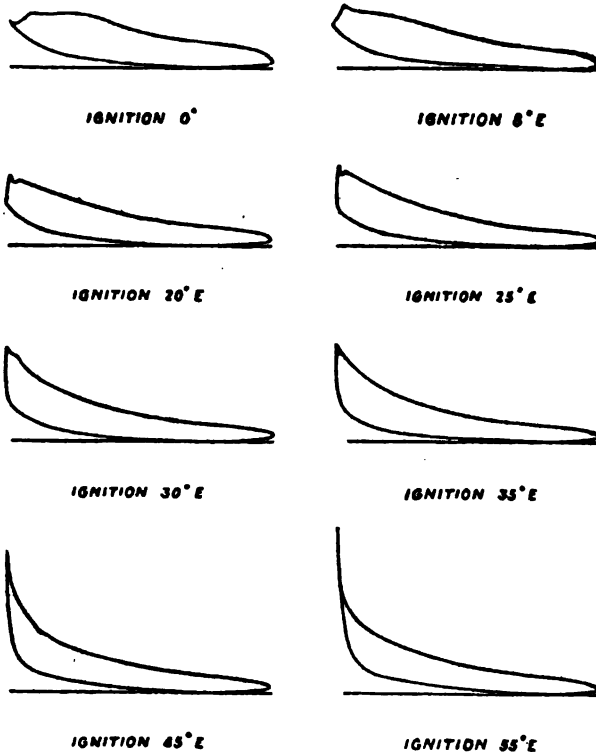 IGNITION 0°
IGNITION 8° E
IGNITION 20° E
IGNITION 25° E
IGNITION 30° E
IGNITION 35° E
IGNITION 45° E
IGNITION 55° E